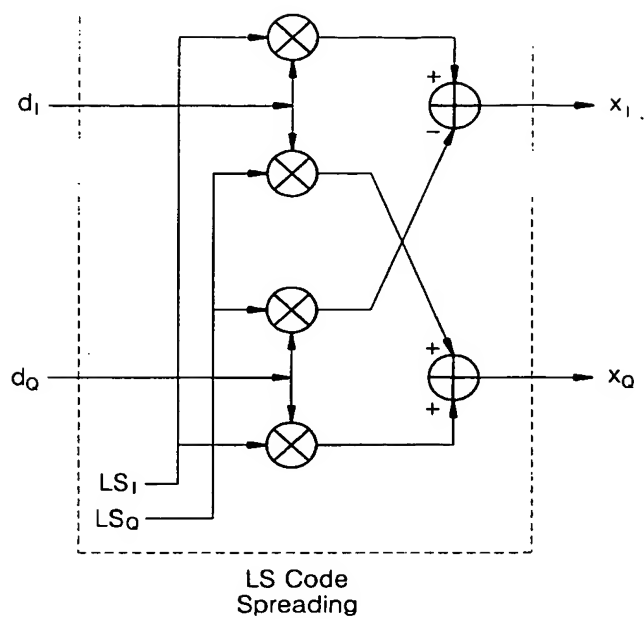 +
d_I
x_I
-
+
d_Q
x_Q
+
LS_I
LS_Q
LS Code
Spreading